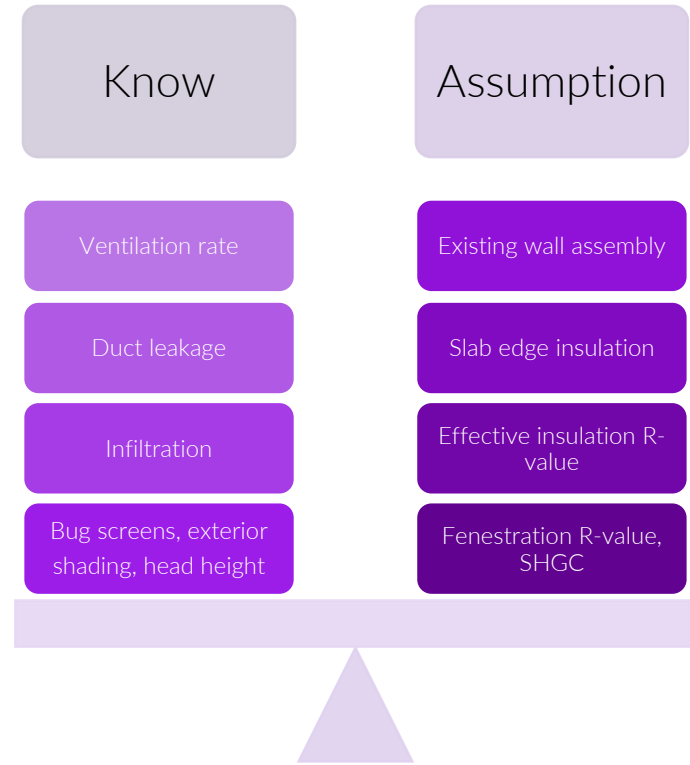 Know
Assumption
Ventilation rate
Duct leakage
Infiltration
Bug screens, exterior
shading, head height
Existing wall assembly
Slab edge insulation
Effective insulation R-
value
Fenestration R-value,
SHGC